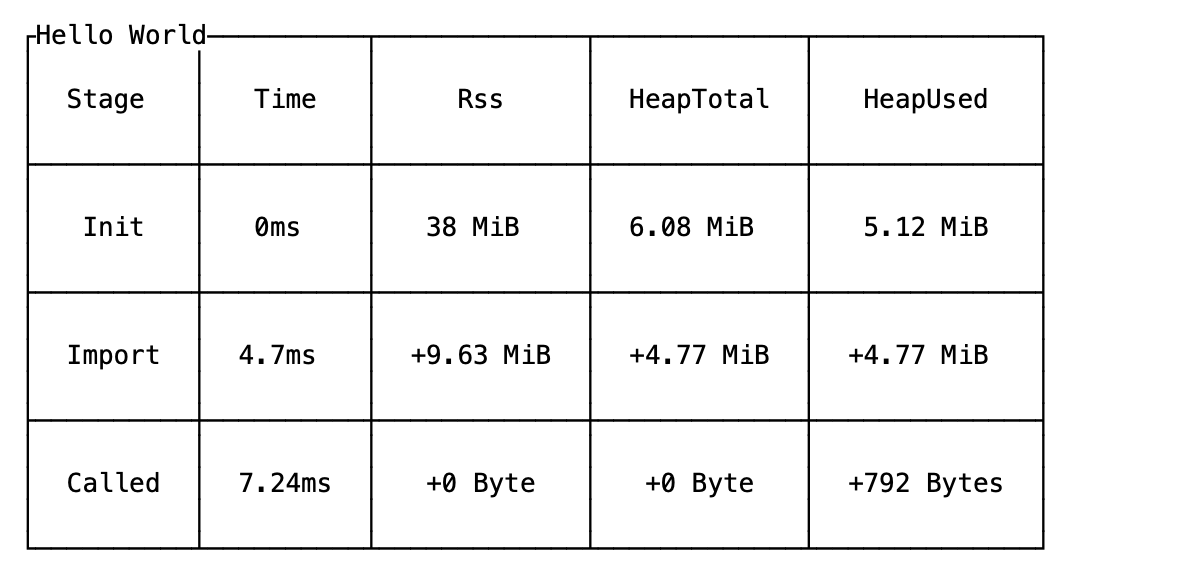 Hello World
Stage Time Rss HeapTotal HeapUsed
Init 0ms 38 MiB 6.08 MiB 5.12 MiB
Import 4.7ms +9.63 MiB +4.77 MiB +4.77 MiB
Called 7.24ms +0 Byte +0 Byte +792 Bytes